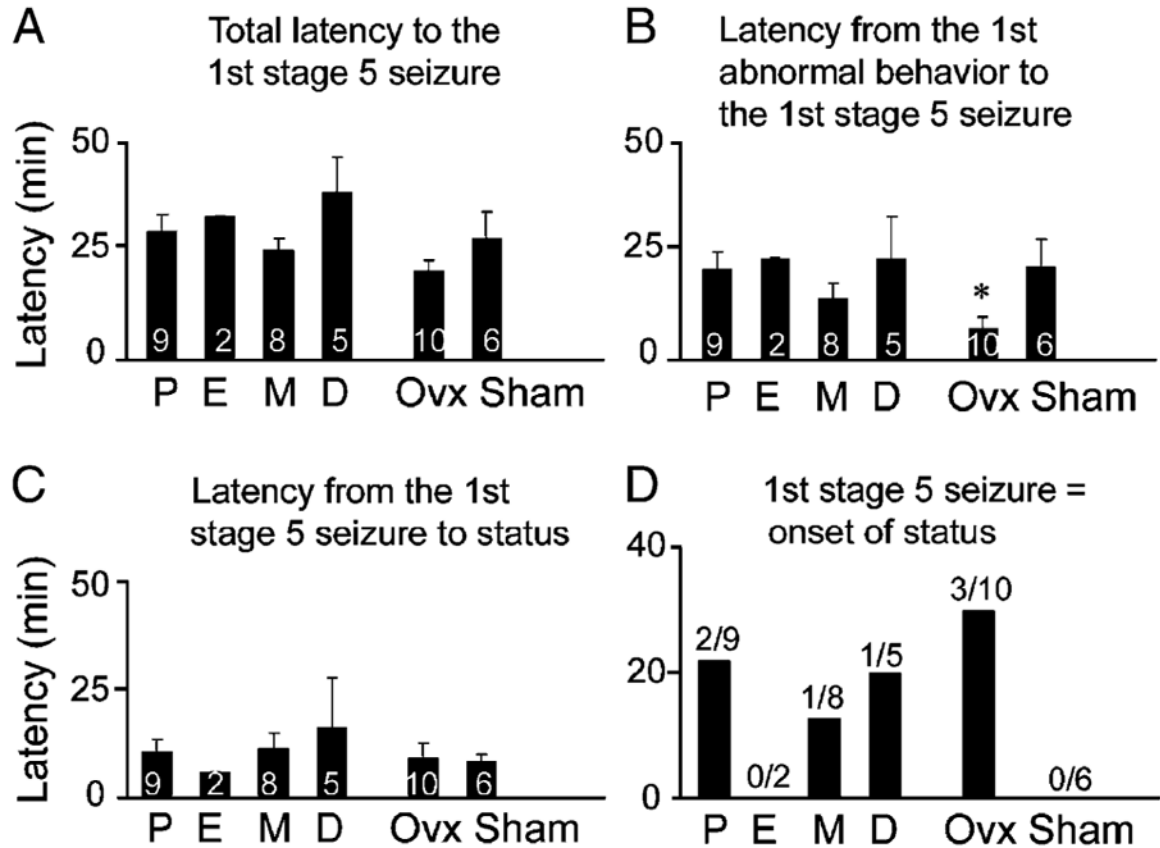 A
Total latency to the
1st stage 5 seizure
Latency (min)
50
25
0
9 2 8 5 10 6
P E M D Ovx Sham
B
Latency from the 1st
abnormal behavior to
the 1st stage 5 seizure
50
25
0
*
9 2 8 5 10 6
P E M D Ovx Sham
C
Latency from the 1st
stage 5 seizure to status
Latency (min)
50
25
0
9 2 8 5 10 6
P E M D Ovx Sham
D
1st stage 5 seizure =
onset of status
40
20
0
2/9 0/2 1/8 1/5 3/10 0/6
P E M D Ovx Sham